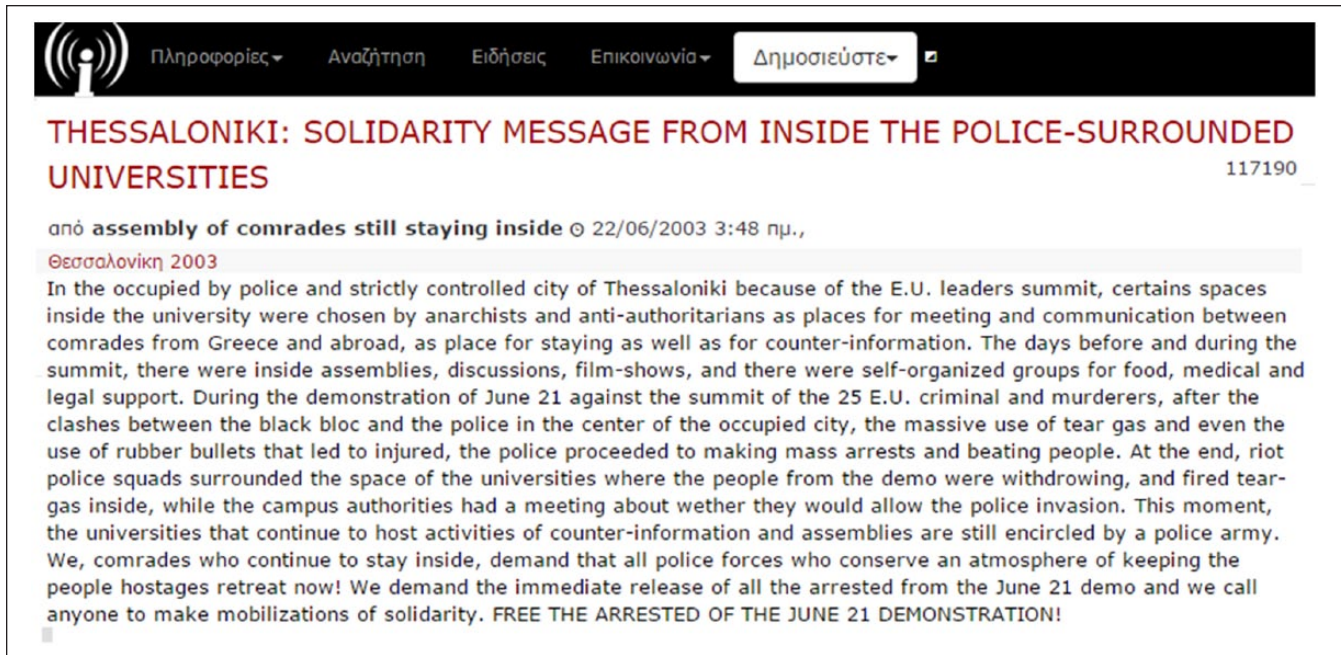 Πληροφορίες Αναζήτηση Ειδήσεις Επικοινωνία Δημοσιεύστε
THESSALONIKI: SOLIDARITY MESSAGE FROM INSIDE THE POLICE-SURROUNDED
UNIVERSITIES
117190
από assembly of comrades still staying inside 22/06/2003 3:48 πμ.,
Θεσσαλονίκη 2003
In the occupied by police and strictly controlled city of Thessaloniki because of the E.U. leaders summit, certains spaces
inside the university were chosen by anarchists and anti-authoritarians as places for meeting and communication between
comrades from Greece and abroad, as place for staying as well as for counter-information. The days before and during the
summit, there were inside assemblies, discussions, film-shows, and there were self-organized groups for food, medical and
legal support. During the demonstration of June 21 against the summit of the 25 E.U. criminal and murderers, after the
clashes between the black bloc and the police in the center of the occupied city, the massive use of tear gas and even the
use of rubber bullets that led to injured, the police proceeded to making mass arrests and beating people. At the end, riot
police squads surrounded the space of the universities where the people from the demo were withdrowing, and fired tear-
gas inside, while the campus authorities had a meeting about wether they would allow the police invasion. This moment,
the universities that continue to host activities of counter-information and assemblies are still encircled by a police army.
We, comrades who continue to stay inside, demand that all police forces who conserve an atmosphere of keeping the
people hostages retreat now! We demand the immediate release of all the arrested from the June 21 demo and we call
anyone to make mobilizations of solidarity. FREE THE ARRESTED OF THE JUNE 21 DEMONSTRATION!